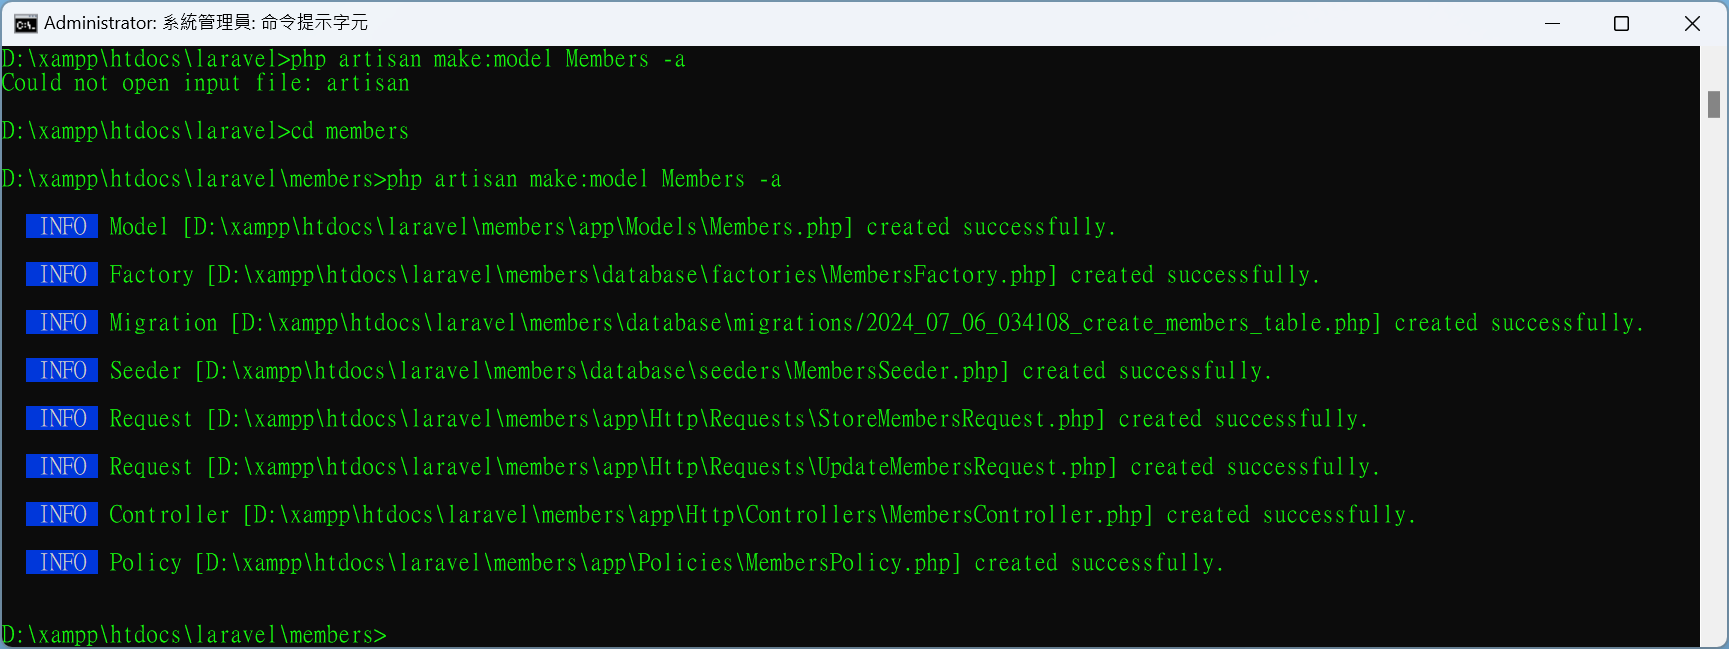 Administrator: 系統管理員: 命令提示字元
D:\xampp\htdocs\laravel>php artisan make:model Members -a
Could not open input file: artisan
D:\xampp\htdocs\laravel>cd members
D:\xampp\htdocs\laravel\members>php artisan make:model Members -a
INFO Model [D:\xampp\htdocs\laravel\members\app\Models\Members.php] created successfully.
INFO Factory [D:\xampp\htdocs\laravel\members\database\factories\MembersFactory.php] created successfully.
INFO Migration [D:\xampp\htdocs\laravel\members\database\migrations/2024_07_06_034108_create_members_table.php] created successfully.
INFO Seeder [D:\xampp\htdocs\laravel\members\database\seeders\MembersSeeder.php] created successfully.
INFO Request [D:\xampp\htdocs\laravel\members\app\Http\Requests\StoreMembersRequest.php] created successfully.
INFO Request [D:\xampp\htdocs\laravel\members\app\Http\Requests\UpdateMembersRequest.php] created successfully.
INFO Controller [D:\xampp\htdocs\laravel\members\app\Http\Controllers\MembersController.php] created successfully.
INFO Policy [D:\xampp\htdocs\laravel\members\app\Policies\MembersPolicy.php] created successfully.
D:\xampp\htdocs\laravel\members>